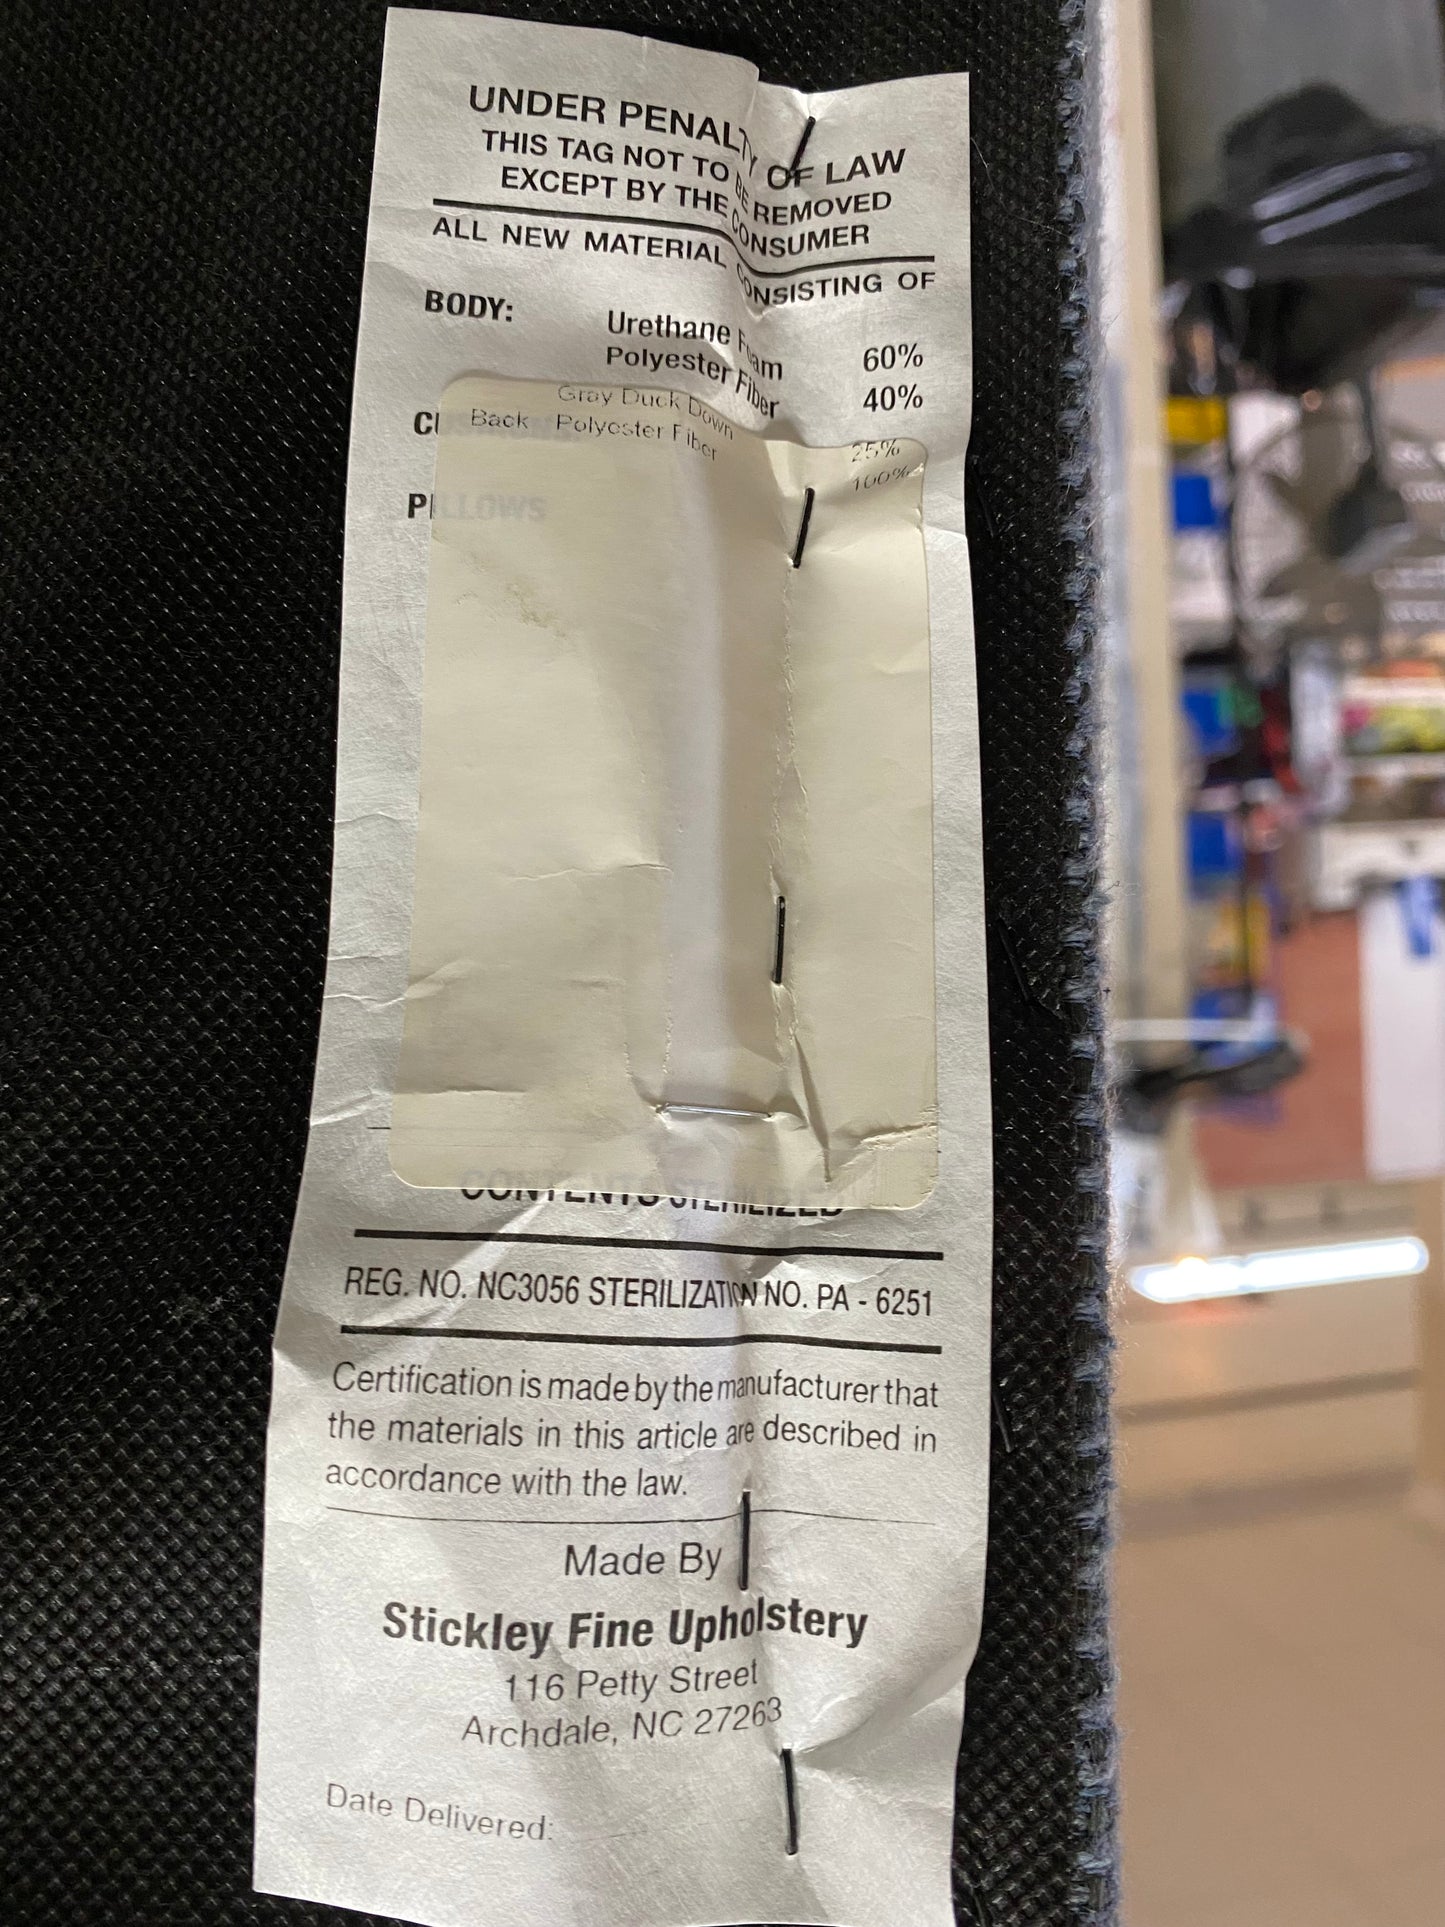 UNDER PENALTY OF LAW
THIS TAG NOT TO BE REMOVED
EXCEPT BY THE CONSUMER
ALL NEW MATERIAL CONSISTING OF
BODY: Urethane Foam 60%
Polyester Fiber 40%
Gray Duck Down 25%
Back Polyester Fiber 100%
PILLOWS
CONTENTS STERILIZED
REG. NO. NC3056 STERILIZATION NO. PA - 6251
Certification is made by the manufacturer that
the materials in this article are described in
accordance with the law.
Made By
Stickley Fine Upholstery
116 Petty Street
Archdale, NC 27263
Date Delivered: